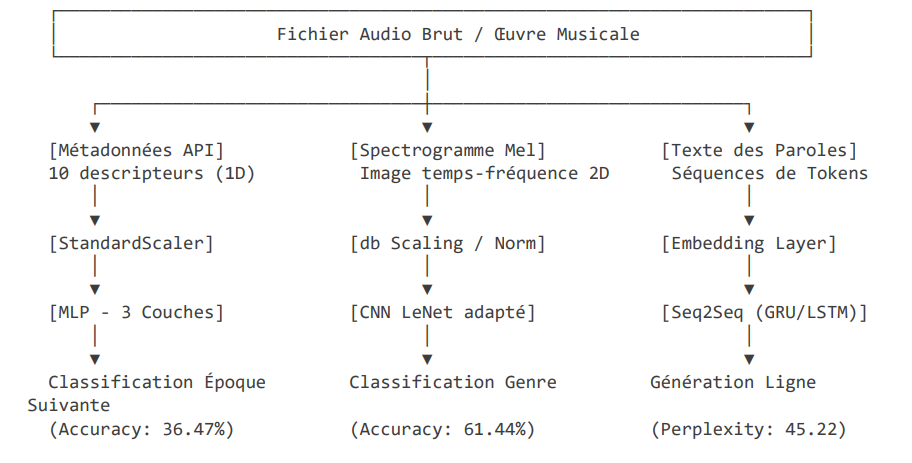 Fichier Audio Brut / Œuvre Musicale
[Métadonnées API] [Spectrogramme Mel] [Texte des Paroles]
10 descripteurs (1D) Image temps-fréquence 2D Séquences de Tokens
[StandardScaler] [db Scaling / Norm] [Embedding Layer]
[MLP - 3 Couches] [CNN LeNet adapté] [Seq2Seq (GRU/LSTM)]
Classification Époque Classification Genre Génération Ligne
Suivante
(Accuracy: 36.47%) (Accuracy: 61.44%) (Perplexity: 45.22)